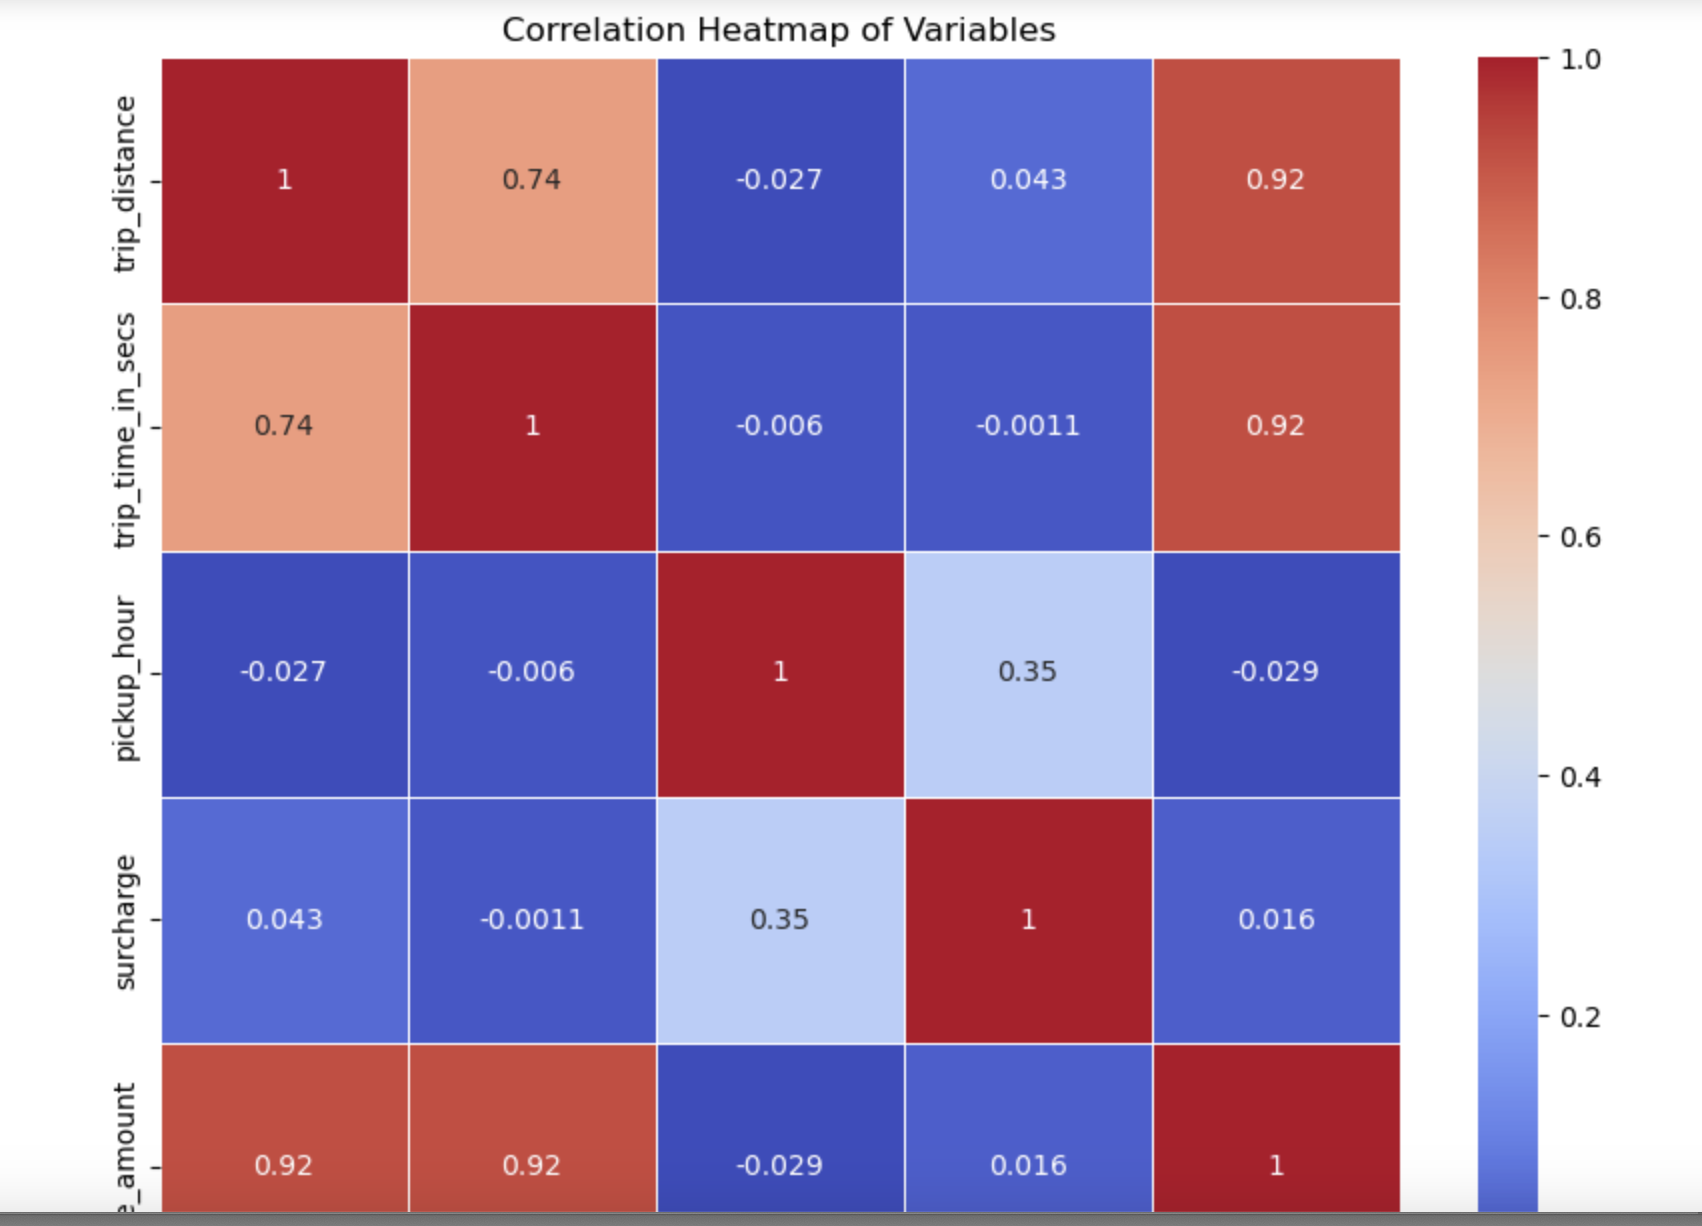 Correlation Heatmap of Variables
trip_distance
1 0.74 -0.027 0.043 0.92
trip_time_in_secs
0.74 1 -0.006 -0.0011 0.92
pickup_hour
-0.027 -0.006 1 0.35 -0.029
surcharge
0.043 -0.0011 0.35 1 0.016
e_amount
0.92 0.92 -0.029 0.016 1
1.0
0.8
0.6
0.4
0.2